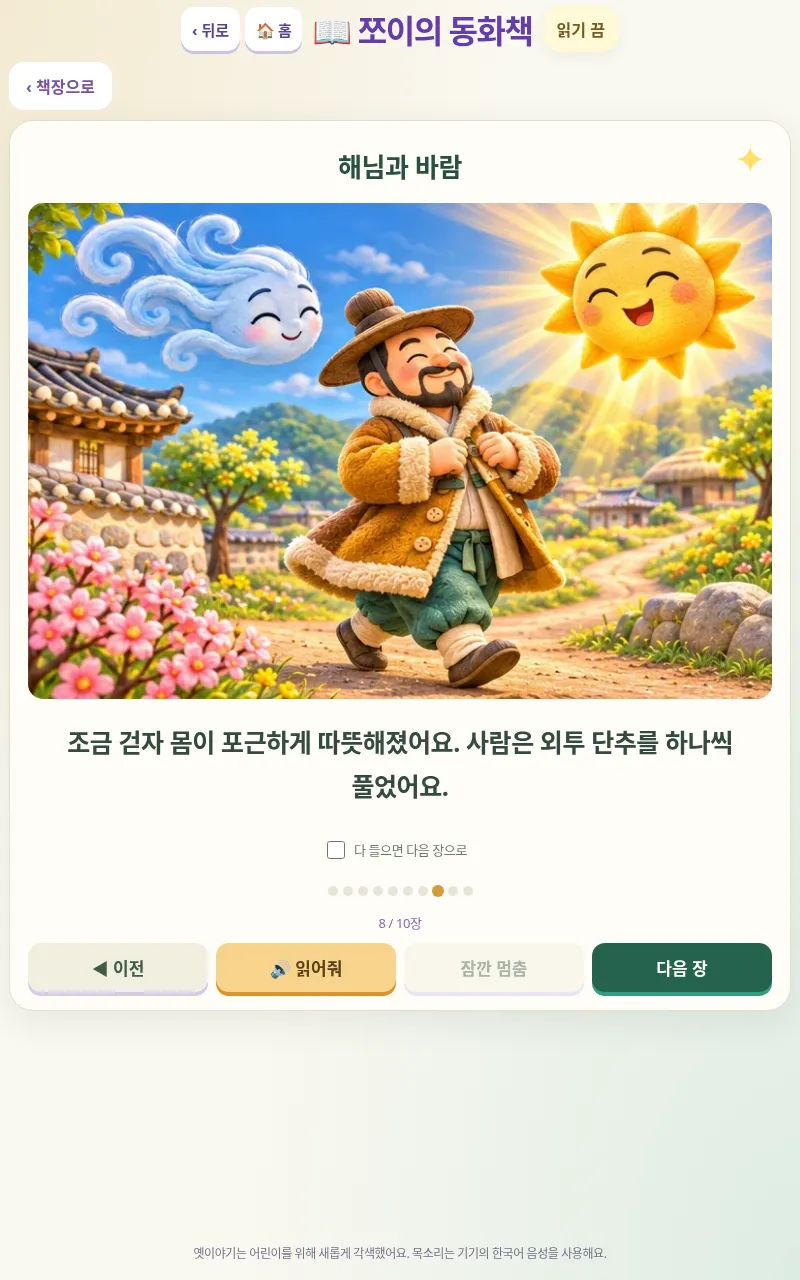 ‹ 뒤로
🏠 홈
📖 쪼이의 동화책
읽기 끝
‹ 책장으로
해님과 바람
조금 걷자 몸이 포근하게 따뜻해졌어요. 사람은 외투 단추를 하나씩
풀었어요.
다 들으면 다음 장으로
8 / 10장
◀ 이전
🔊 읽어줘
잠깐 멈춤
다음 장
옛이야기는 어린이를 위해 새롭게 각색했어요. 목소리는 기기의 한국어 음성을 사용해요.